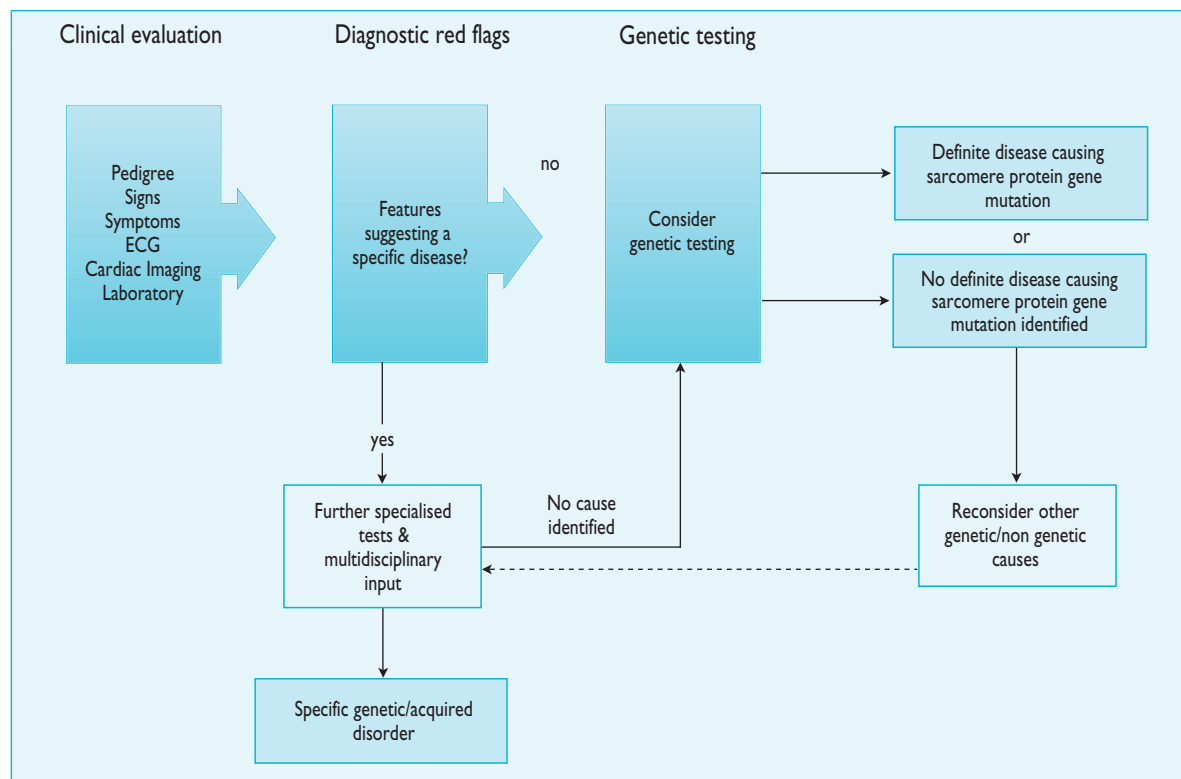 Clinical evaluation
Diagnostic red flags
Genetic testing
Pedigree
Signs
Symptoms
ECG
Cardiac Imaging
Laboratory
Features
suggesting a
specific disease?
no
Consider
genetic testing
Definite disease causing
sarcomere protein gene
mutation
or
No definite disease causing
sarcomere protein gene
mutation identified
yes
Further specialised
tests &
multidisciplinary
input
No cause
identified
Reconsider other
genetic/non genetic
causes
Specific genetic/acquired
disorder